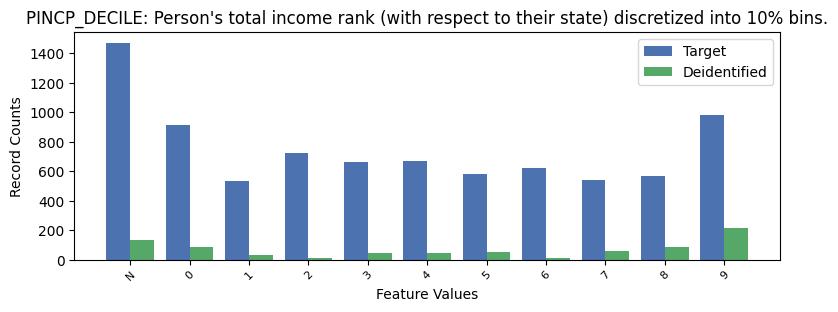 PINCP_DECILE: Person's total income rank (with respect to their state) discretized into 10% bins.
Target
Deidentified
Record Counts
1400
1200
1000
800
600
400
200
0
N 0 1 2 3 4 5 6 7 8 9
Feature Values